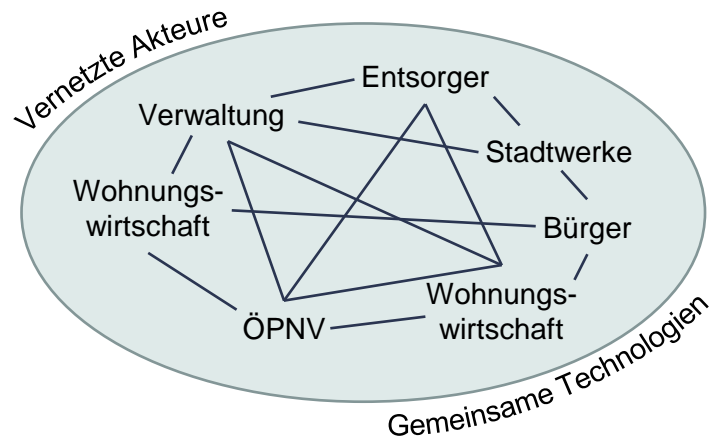 Vernetzte Akteure
Entsorger
Verwaltung
Stadtwerke
Wohnungs-
wirtschaft
Bürger
Wohnungs-
wirtschaft
ÖPNV
Gemeinsame Technologien